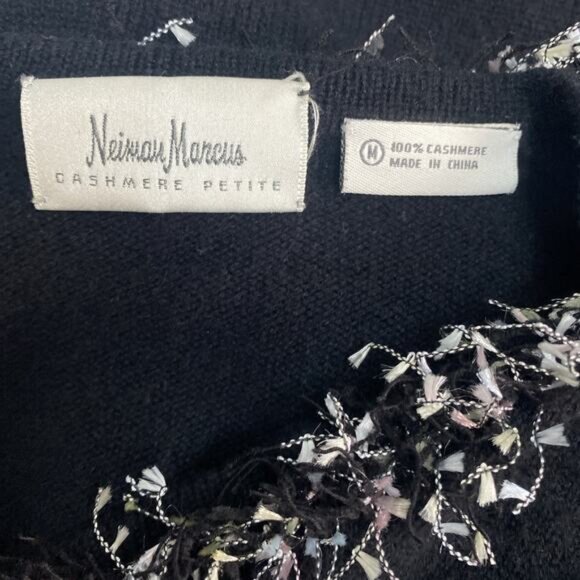 Neiman Marcus
CASHMERE PETITE
M 100% CASHMERE
MADE IN CHINA